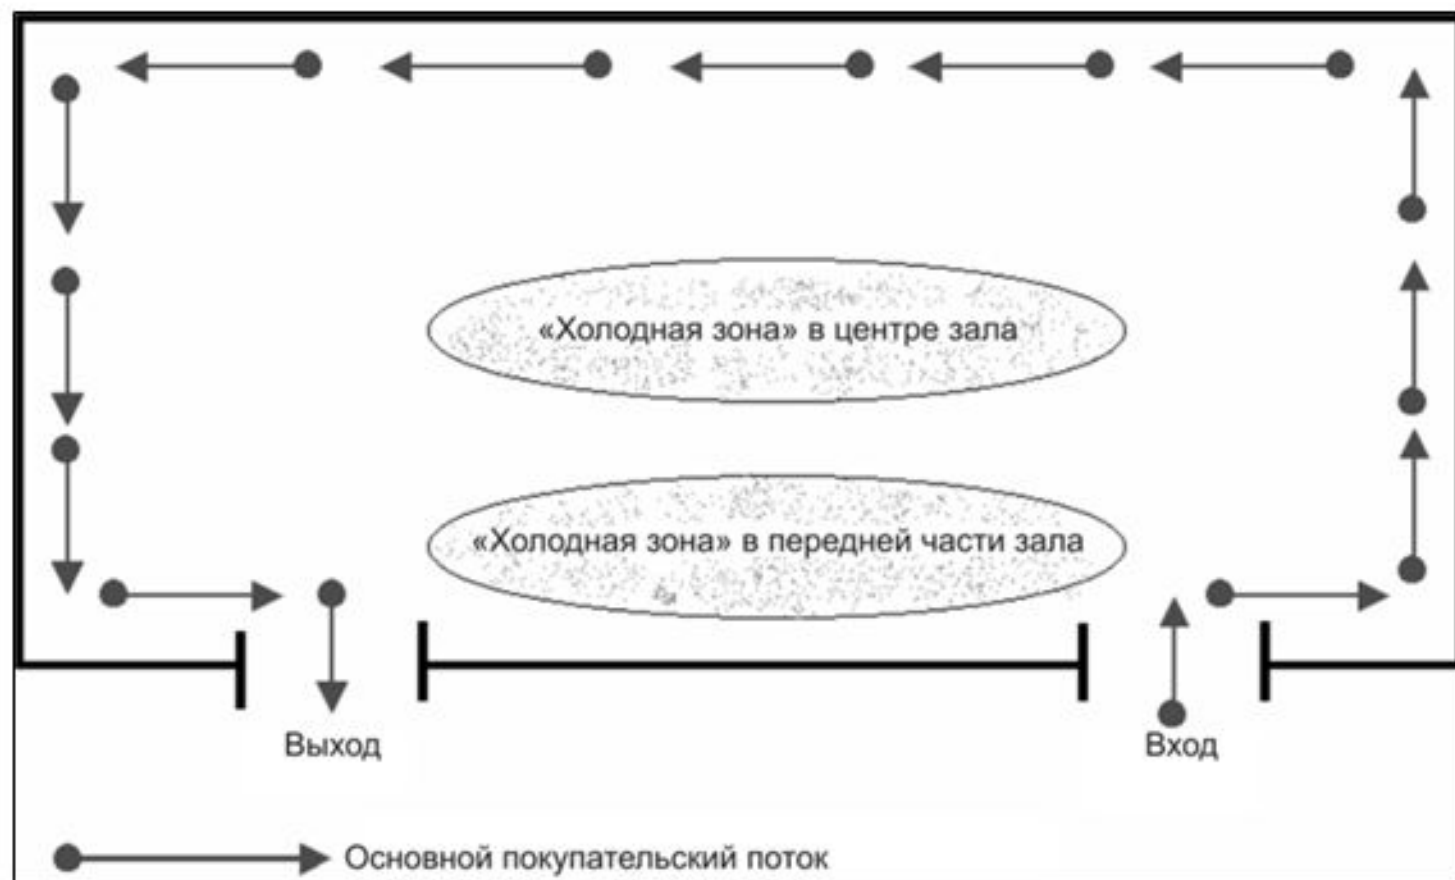 «Холодная зона» в центре зала
«Холодная зона» в передней части зала
Выход
Вход
Основной покупательский поток